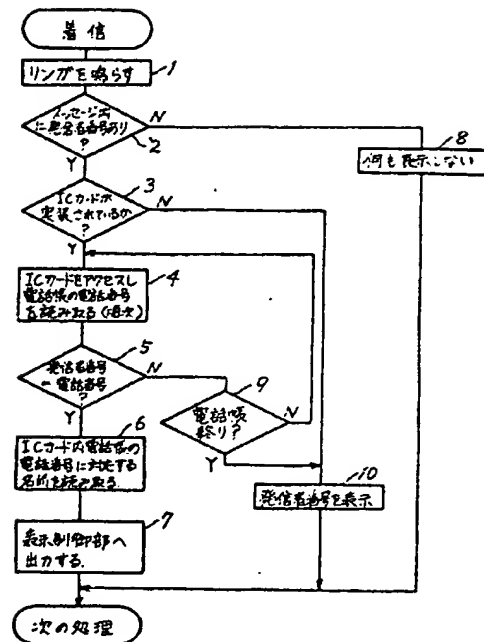 着信
リンガを鳴らす
1
メッセージ内
に発信者番号あり
?
2
N
Y
8
何も表示しない
3
ICカードが
実装されているか
?
N
Y
4
ICカードをアクセスし
電話帳の電話番号
を読み取る(順次)
5
発信者番号
=電話番号
?
N
Y
9
電話帳
終り?
N
Y
6
ICカード内電話帳の
電話番号に対応する
名前を読み取る
10
発信者番号を表示
7
表示制御部へ
出力する.
次の処理